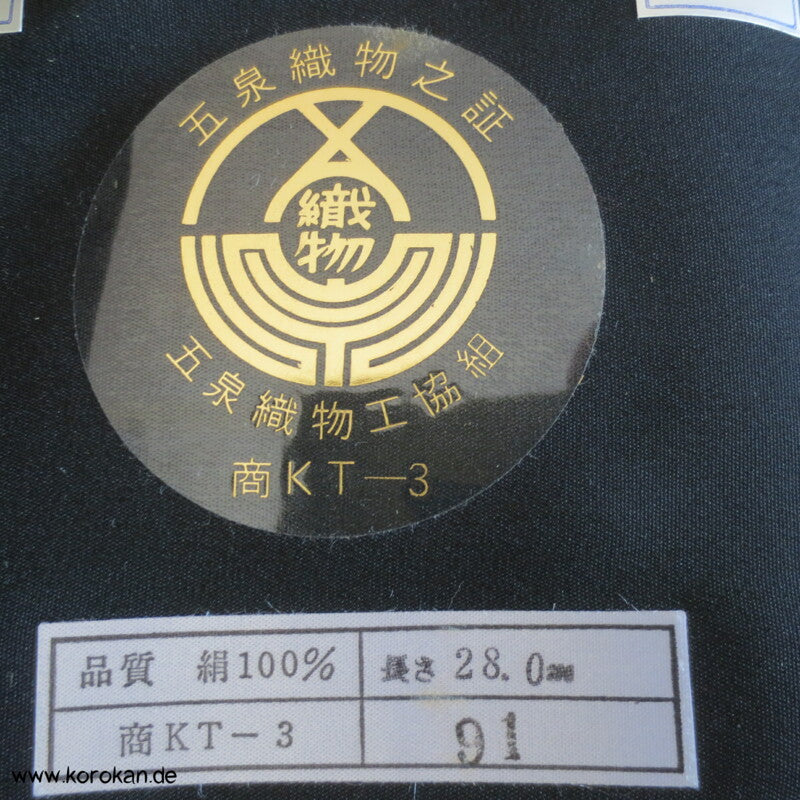 五泉織物之証
織物
五泉織物工協組
商KT—3
品質 絹100% 長さ 28.0
商KT-3 91
www.korokan.de